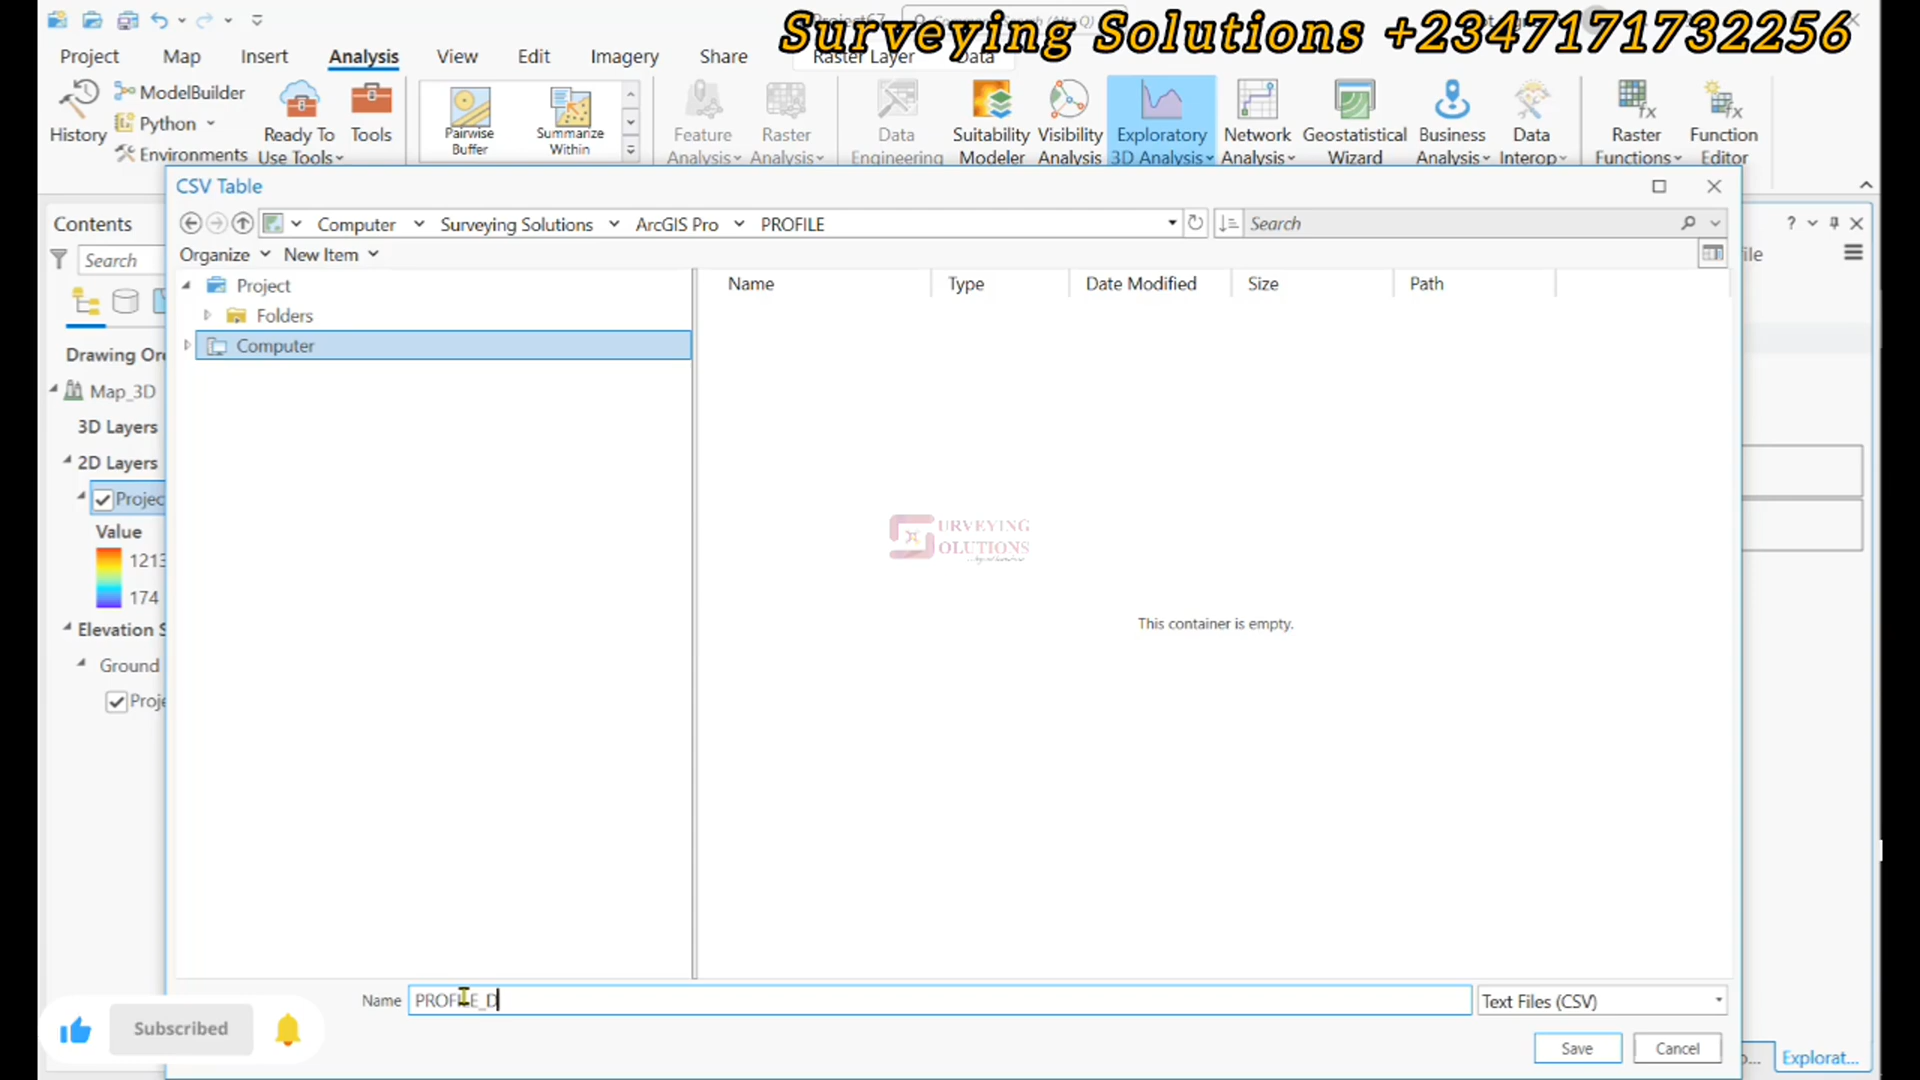 Surveying Solutions +2347171732256
Project67
Project Map Insert Analysis View Edit Imagery Share Raster Layer Data
History
ModelBuilder
Python
Environments
Ready To Use Tools
Tools
Pairwise Buffer
Summarize Within
Feature Analysis
Raster Analysis
Data Engineering
Suitability Modeler
Visibility Analysis
Exploratory 3D Analysis
Network Analysis
Geostatistical Wizard
Business Analysis
Data Interop
Raster Functions
Function Editor
CSV Table
Contents
Computer Surveying Solutions ArcGIS Pro PROFILE
Search
?
Organize New Item
ile
Search
Project
Folders
Computer
Name Type Date Modified Size Path
Drawing Ord
Map_3D
3D Layers
2D Layers
Projec
Value
1213
174
Elevation S
Ground
Proje
SURVEYING
SOLUTIONS
This container is empty.
Name PROFILE_D
Text Files (CSV)
Subscribed
Save Cancel
Explorat...